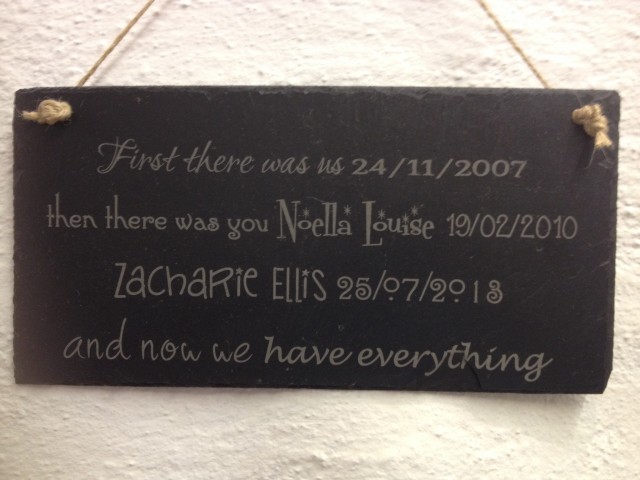 First there was us 24/11/2007
then there was you Noella Louise 19/02/2010
Zacharie Ellis 25/07/2013
and now we have everything